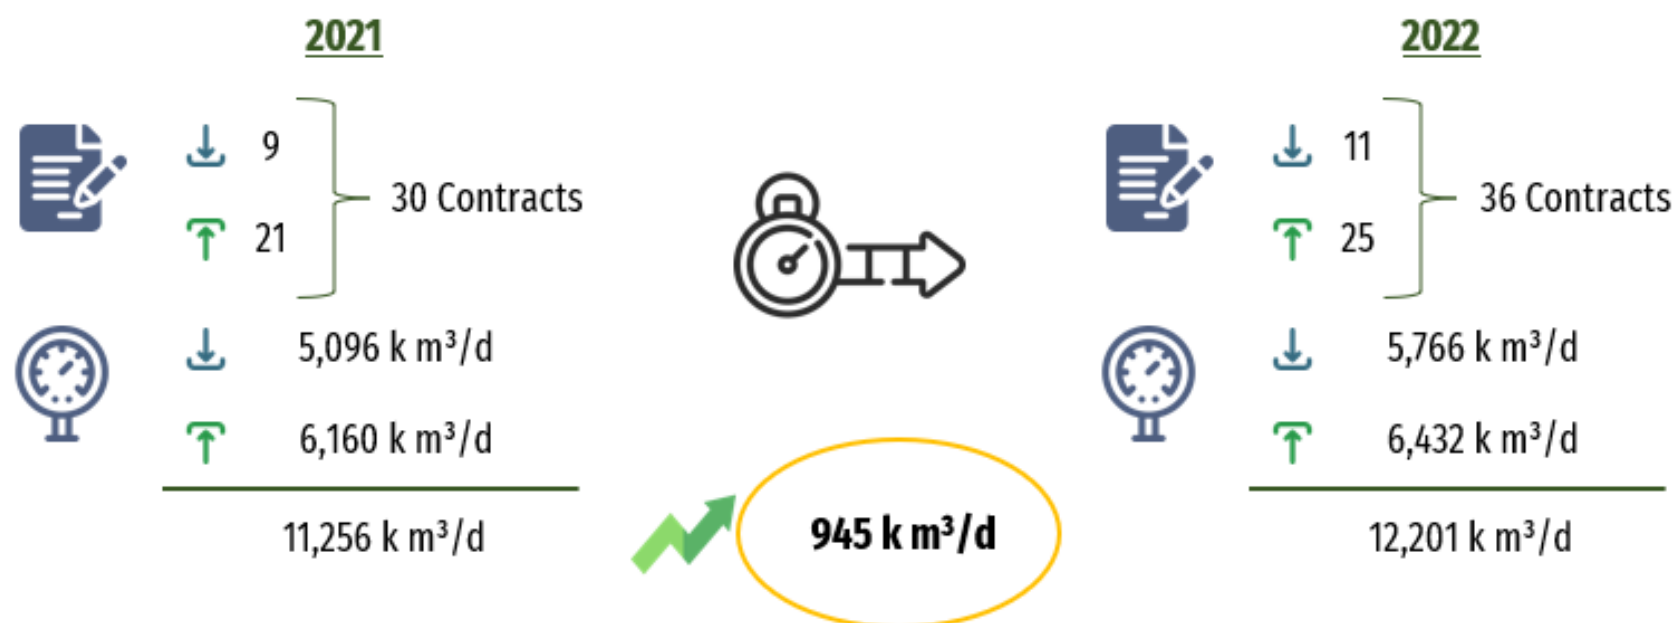 2021
9
21
30 Contracts
5,096 k m³/d
6,160 k m³/d
11,256 k m³/d
945 k m³/d
2022
11
25
36 Contracts
5,766 k m³/d
6,432 k m³/d
12,201 k m³/d